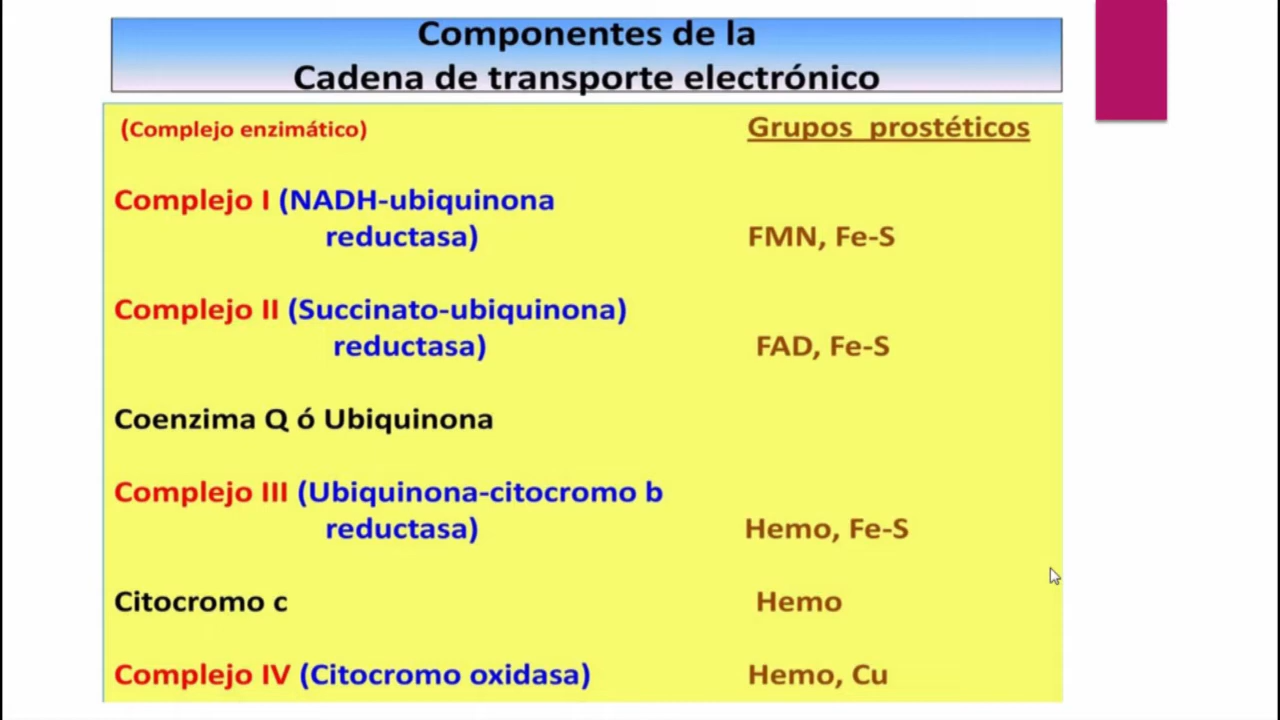 Componentes de la
Cadena de transporte electrónico
(Complejo enzimático) Grupos prostéticos
Complejo I (NADH-ubiquinona
reductasa) FMN, Fe-S
Complejo II (Succinato-ubiquinona)
reductasa) FAD, Fe-S
Coenzima Q ó Ubiquinona
Complejo III (Ubiquinona-citocromo b
reductasa) Hemo, Fe-S
Citocromo c Hemo
Complejo IV (Citocromo oxidasa) Hemo, Cu